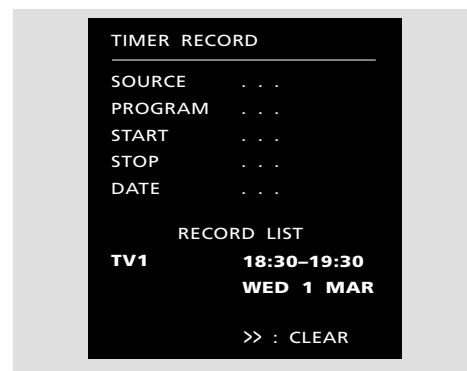 TIMER RECORD
SOURCE . . .
PROGRAM . . .
START . . .
STOP . . .
DATE . . .
RECORD LIST
TV1 18:30–19:30
WED 1 MAR
>> : CLEAR